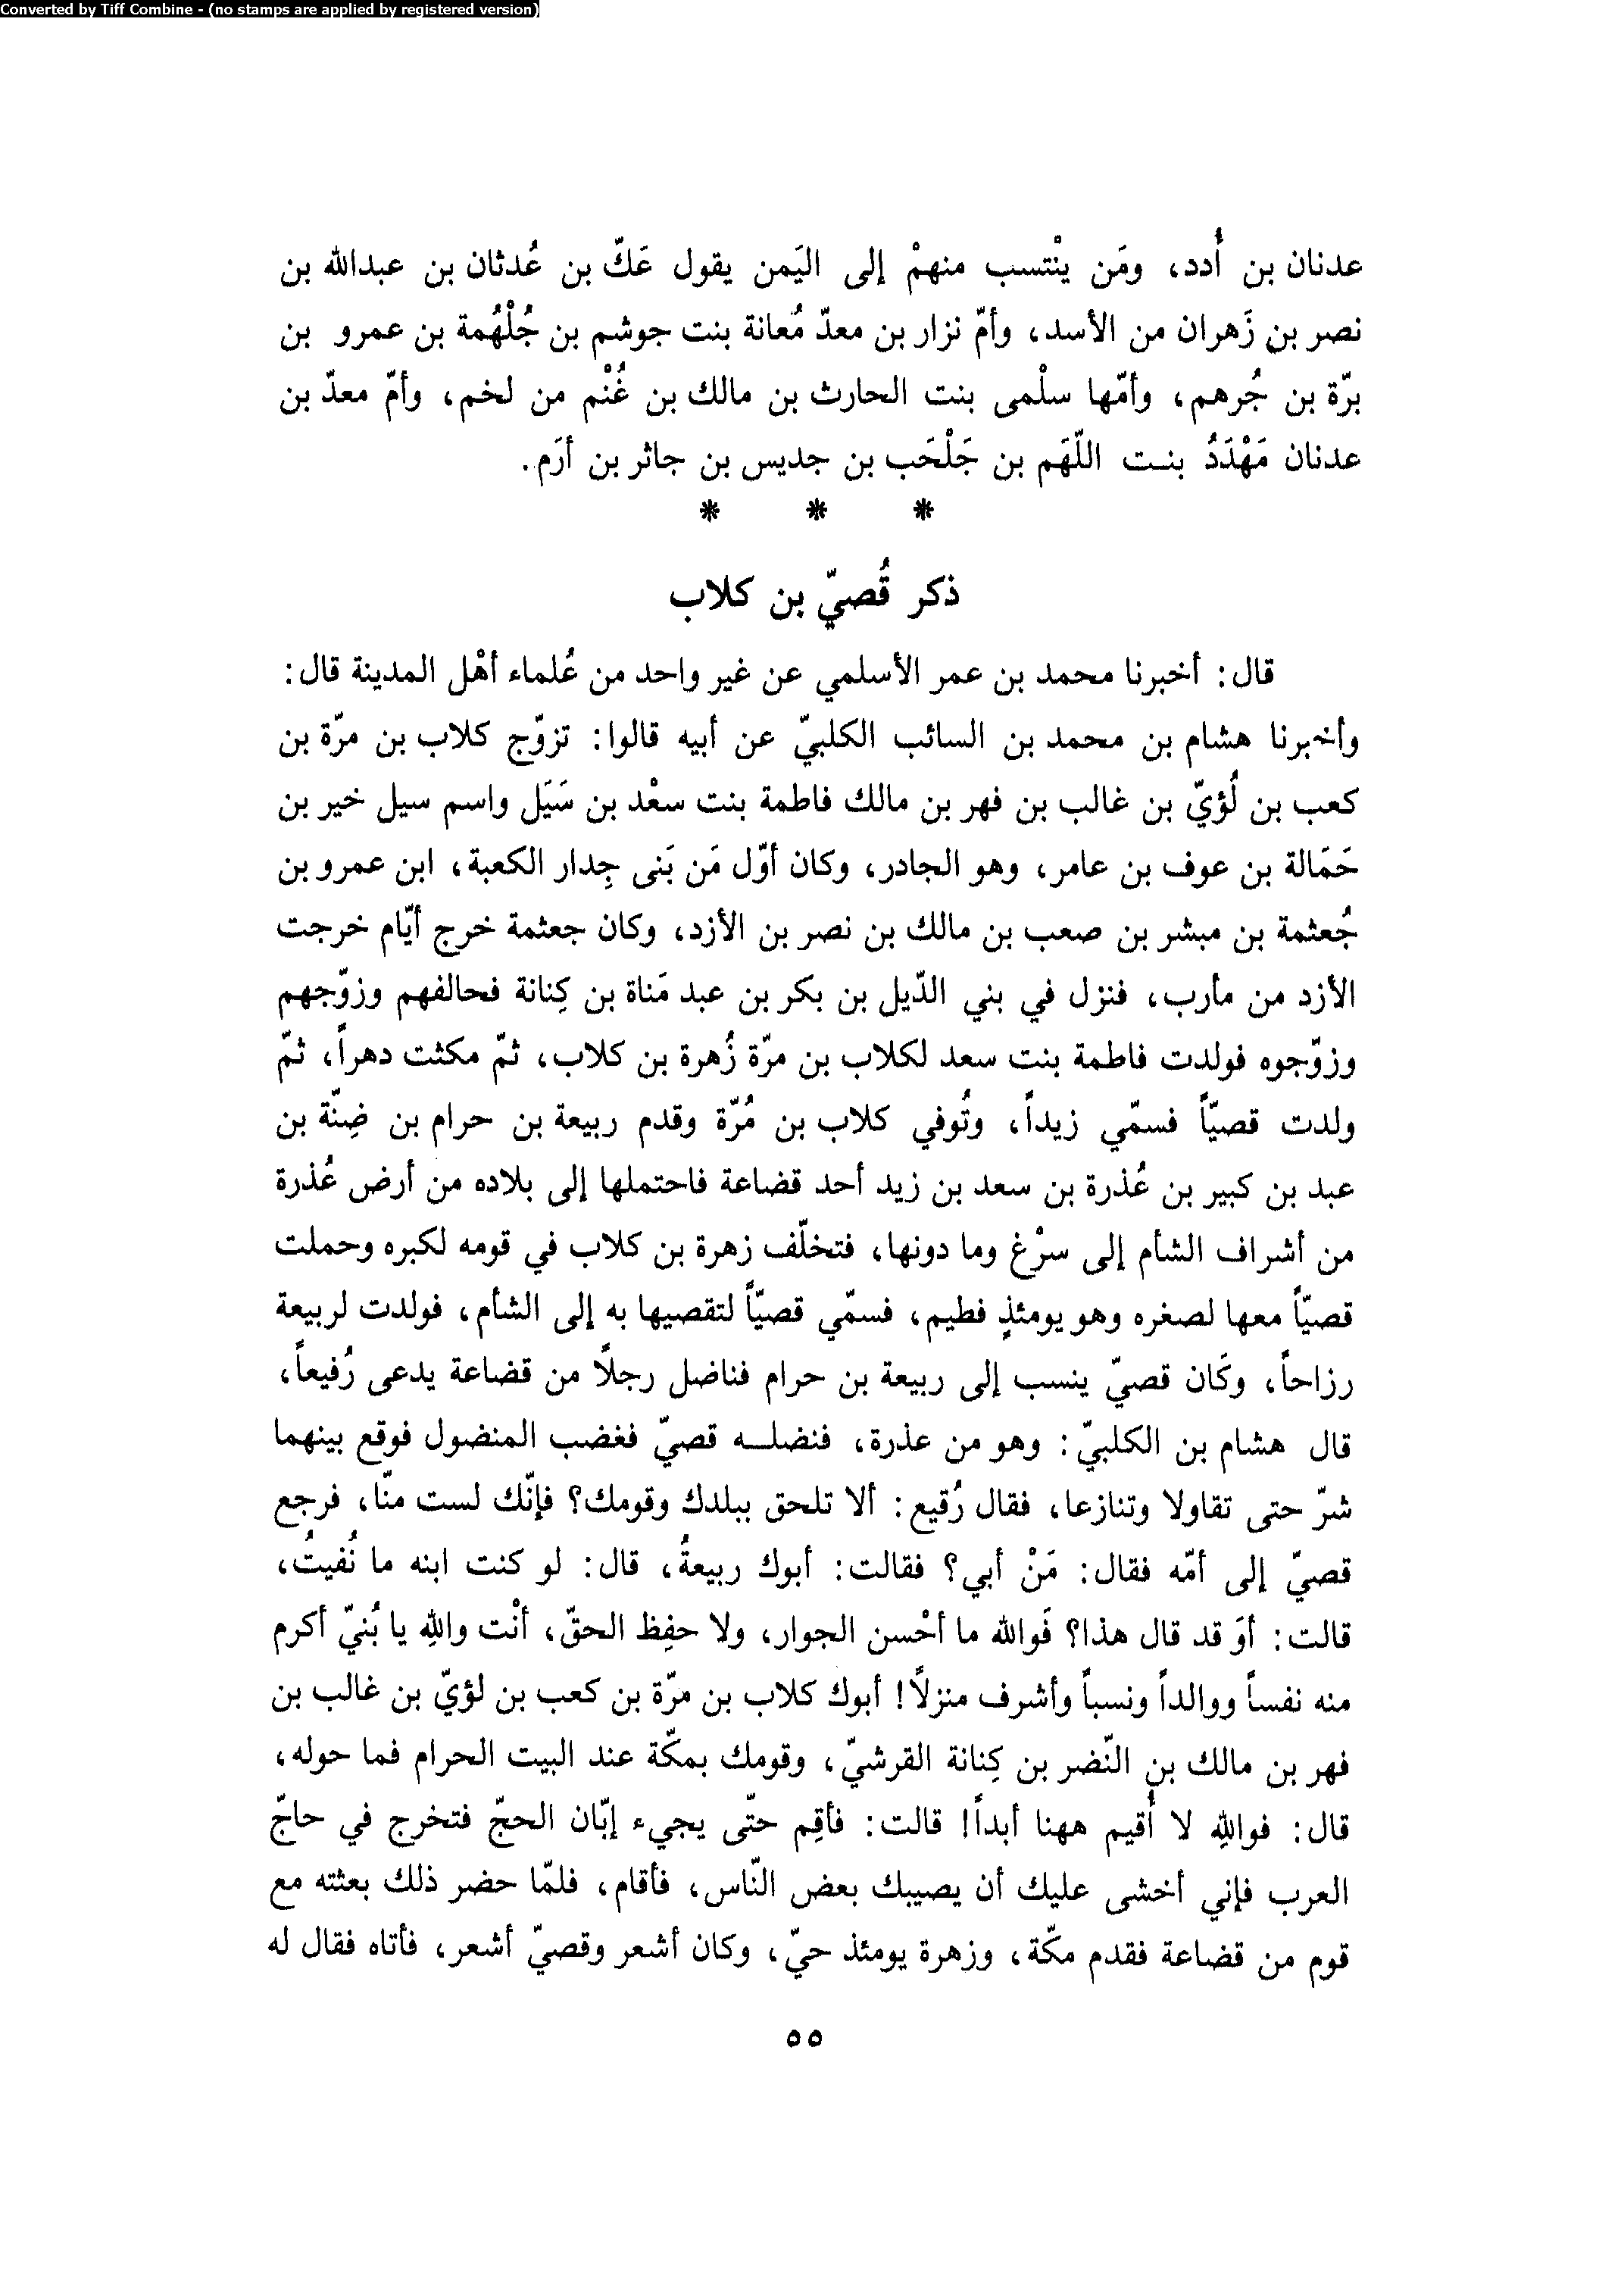 Converted by Tiff Combine - (no stamps are applied by registered version)
عدنان بن أُدد، ومَن ينْتسب منهمْ إلى اليَمن يقول عَكّ بن عُدثان بن عبدالله بن
نصر بن زَهران من الأسد، وأمّ نزار بن معدّ مُعانة بنت جوشم بن جُلْهُمة بن عمرو بن
برّة بن جُرهم، وأمّها سلْمى بنت الحارث بن مالك بن غُنْم من لخم، وأمّ معدّ بن
عدنان مَهْدَدُ بنت اللّهَم بن جَلْحَب بن جديس بن جاثر بن أرَم.
* * *
ذكر قُصيّ بن كلاب
قال: أخبرنا محمد بن عمر الأسلمي عن غير واحد من عُلماء أهْل المدينة قال:
وأخبرنا هشام بن محمد بن السائب الكلبيّ عن أبيه قالوا: تزوّج كلاب بن مرّة بن
كعب بن لُؤيّ بن غالب بن فهر بن مالك فاطمة بنت سعْد بن سَيَل واسم سيل خير بن
حَمَالة بن عوف بن عامر، وهو الجادر، وكان أوّل مَن بَنى جِدار الكعبة، ابن عمرو بن
جُعثمة بن مبشر بن صعب بن مالك بن نصر بن الأزد، وكان جعثمة خرج أيّام خرجت
الأزد من مأرب، فنزل في بني الدّيل بن بكر بن عبد مَناة بن كِنانة فحالفهم وزوّجهم
وزوّجوه فولدت فاطمة بنت سعد لكلاب بن مرّة زُهرة بن كلاب، ثمّ مكثت دهراً، ثمّ
ولدت قصيّاً فسمّي زيداً، وتُوفي كلاب بن مُرّة وقدم ربيعة بن حرام بن ضِنّة بن
عبد بن كبير بن عُذرة بن سعد بن زيد أحد قضاعة فاحتملها إلى بلاده من أرض عُذرة
من أشراف الشأم إلى سرْغ وما دونها، فتخلّف زهرة بن كلاب في قومه لكبره وحملت
قصيّاً معها لصغره وهو يومئذٍ فطيم، فسمّي قصيّاً لتقصيها به إلى الشأم، فولدت لربيعة
رزاحاً، وكَان قصيّ ينسب إلى ربيعة بن حرام فناضل رجلاً من قضاعة يدعى رُفيعاً،
قال هشام بن الكلبيّ: وهو من عذرة، فنضلـه قصيّ فغضب المنضول فوقع بينهما
شرّ حتى تقاولا وتنازعا، فقال رُقيع: ألا تلحق ببلدك وقومك؟ فإنّك لست منّا، فرجع
قصيّ إلى أمّه فقال: مَنْ أبي؟ فقالت: أبوك ربيعةُ، قال: لو كنت ابنه ما نُفيتُ،
قالت: أوَ قد قال هذا؟ فَوالله ما أحْسن الجوار، ولا حفِظ الحقّ، أنْت واللهِ يا بُنيّ أكرم
منه نفساً ووالداً ونسباً وأشرف منزلاً! أبوك كلاب بن مرّة بن كعب بن لؤيّ بن غالب بن
فهر بن مالك بن النّضر بن كِنانة القرشيّ، وقومك بمكّة عند البيت الحرام فما حوله،
قال: فواللهِ لا أُقيم ههنا أبداً! قالت: فأقِم حتّى يجيء إبّان الحجّ فتخرج في حاجّ
العرب فإني أخشى عليك أن يصيبك بعض النّاس، فأقام، فلمّا حضر ذلك بعثته مع
قوم من قضاعة فقدم مكّة، وزهرة يومئذ حيّ، وكان أشعر وقصيّ أشعر، فأتاه فقال له
٥٥